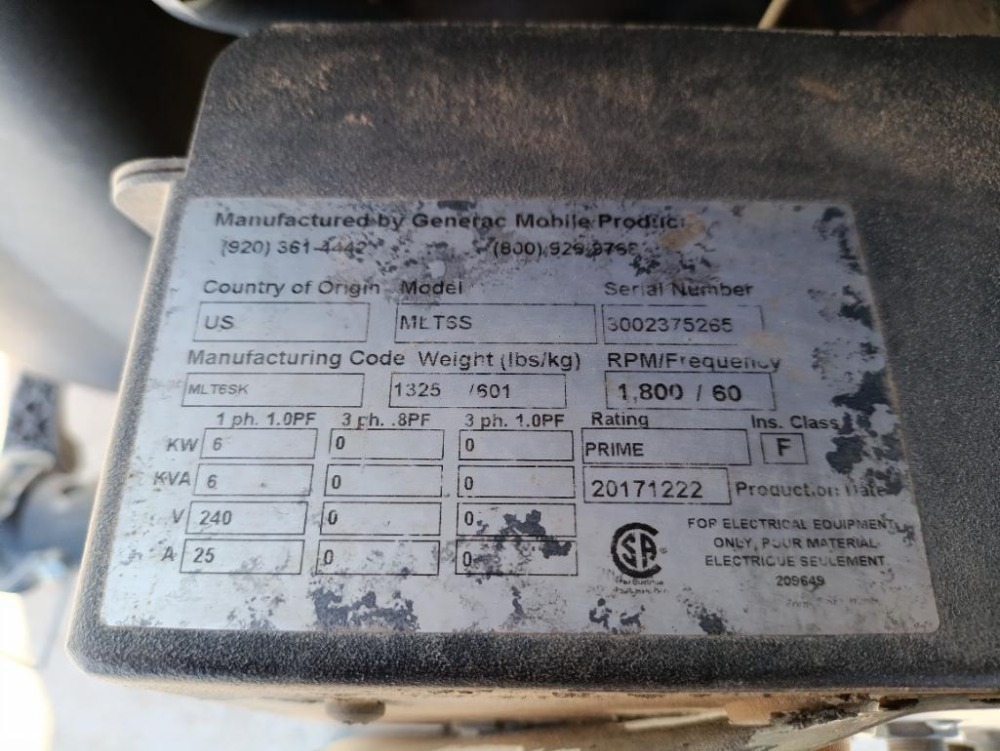 Manufactured by Generac Mobile Product
(920) 361-4442 (800) 929-976
Country of Origin Model Serial Number
US MLT6S 3002375265
Manufacturing Code Weight (lbs/kg) RPM/Frequency
MLT6SK 1325 /601 1,800 / 60
1 ph. 1.0PF 3 ph. .8PF 3 ph. 1.0PF Rating Ins. Class
KW 6 0 0 PRIME F
KVA 6 0 0 20171222 Production Date
V 240 0 0
A 25 0 0
SA
FOR ELECTRICAL EQUIPMENT
ONLY, POUR MATERIAL
ELECTRIQUE SEULEMENT
209649